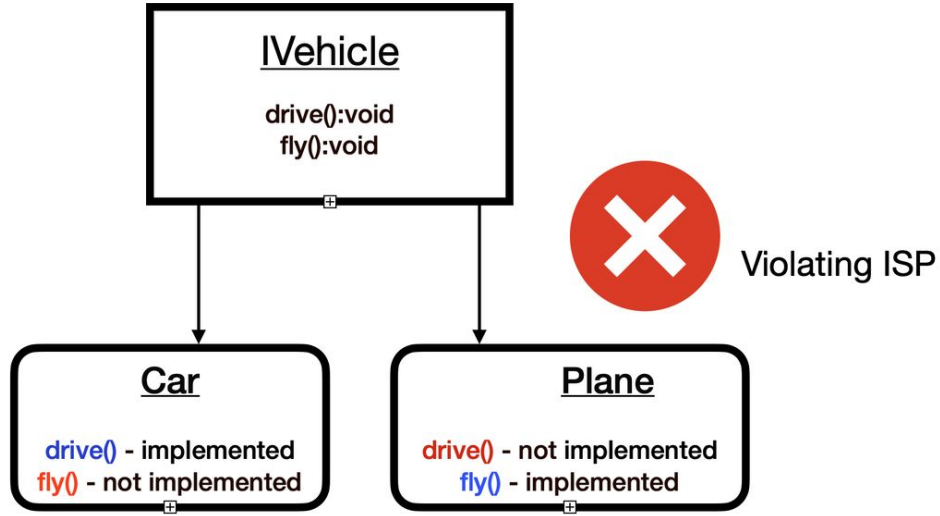 IVehicle
drive():void
fly():void
Violating ISP
Car
drive() - implemented
fly() - not implemented
Plane
drive() - not implemented
fly() - implemented